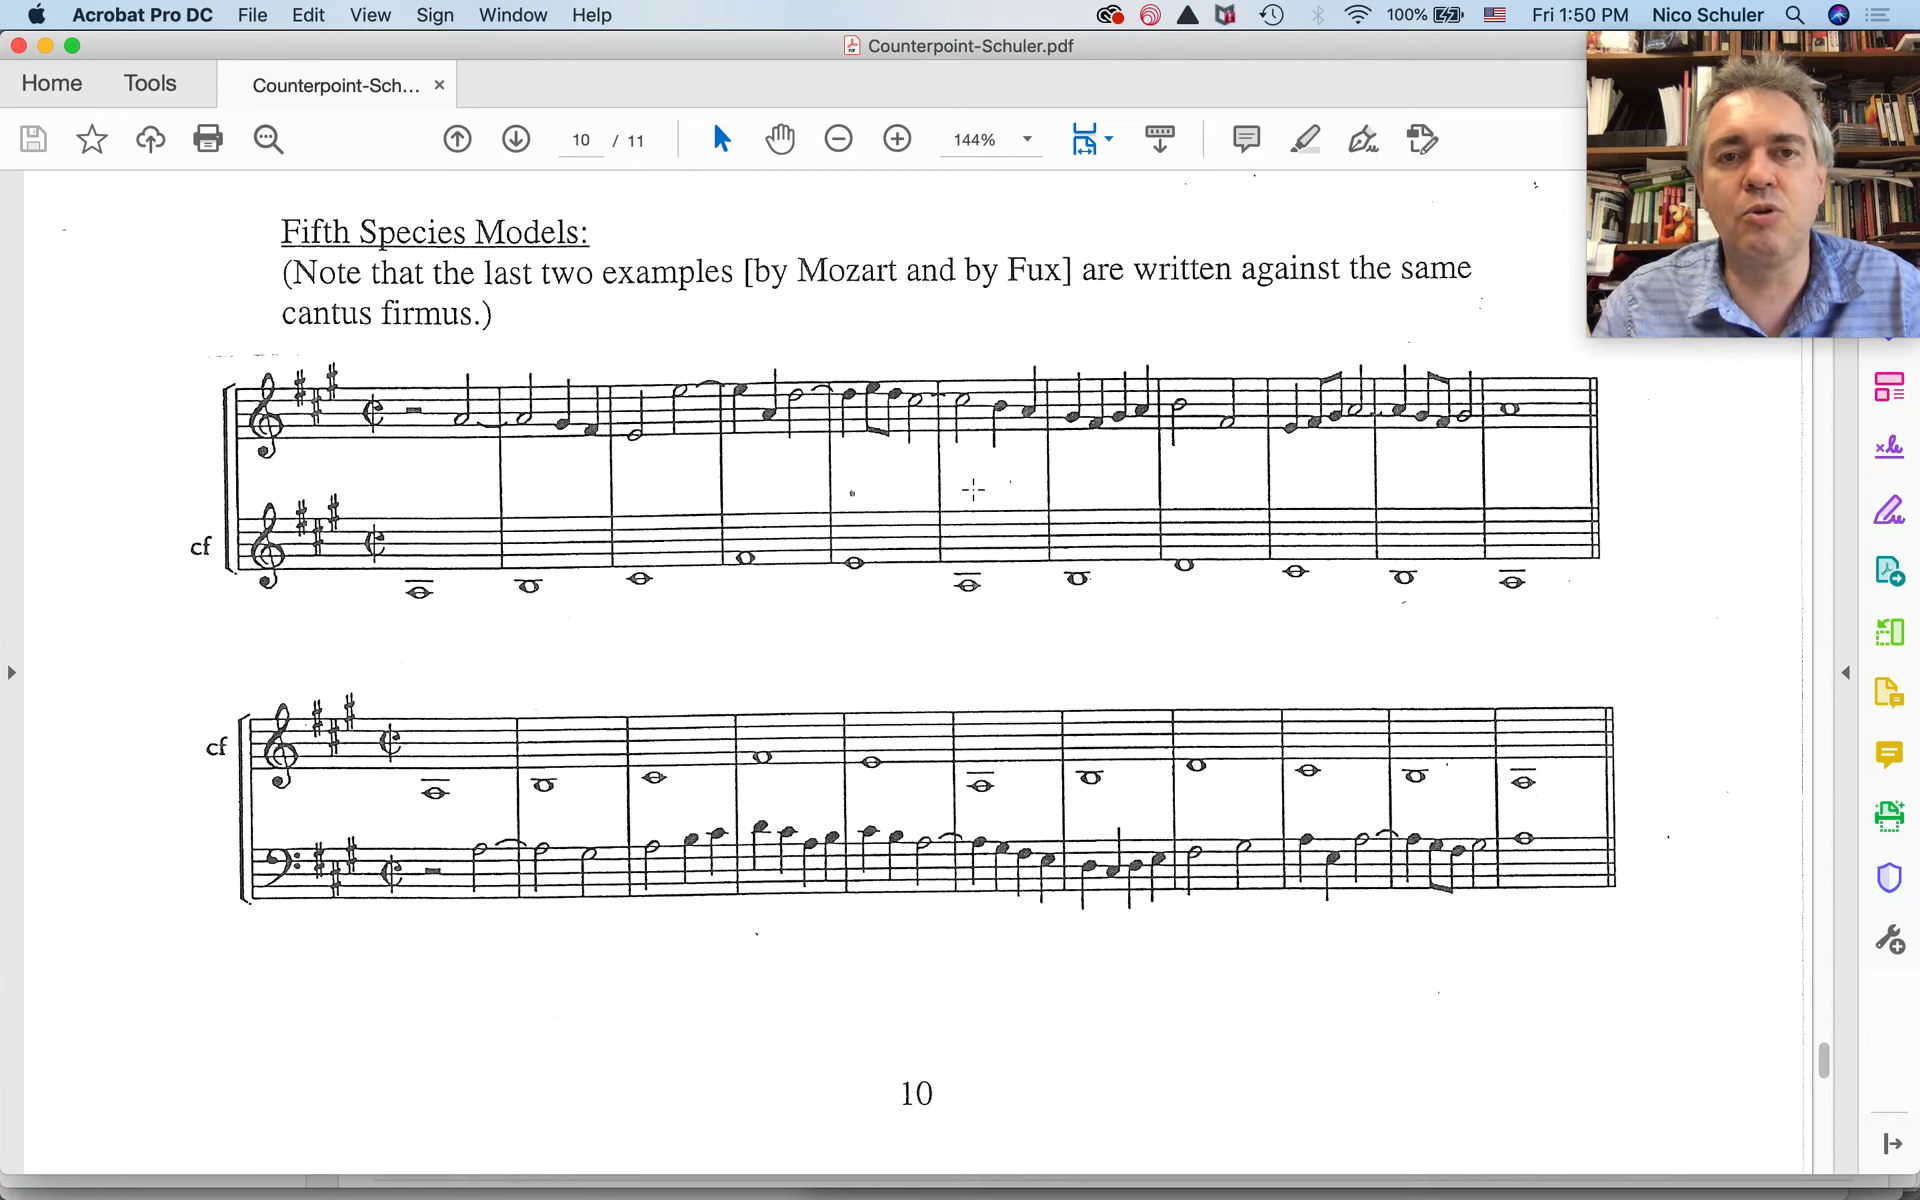 Acrobat Pro DC File Edit View Sign Window Help 100% Fri 1:50 PM Nico Schuler
Counterpoint-Schuler.pdf
Home Tools Counterpoint-Sch... ×
10 / 11 144%
Fifth Species Models:
(Note that the last two examples [by Mozart and by Fux] are written against the same
cantus firmus.)
cf
cf
10